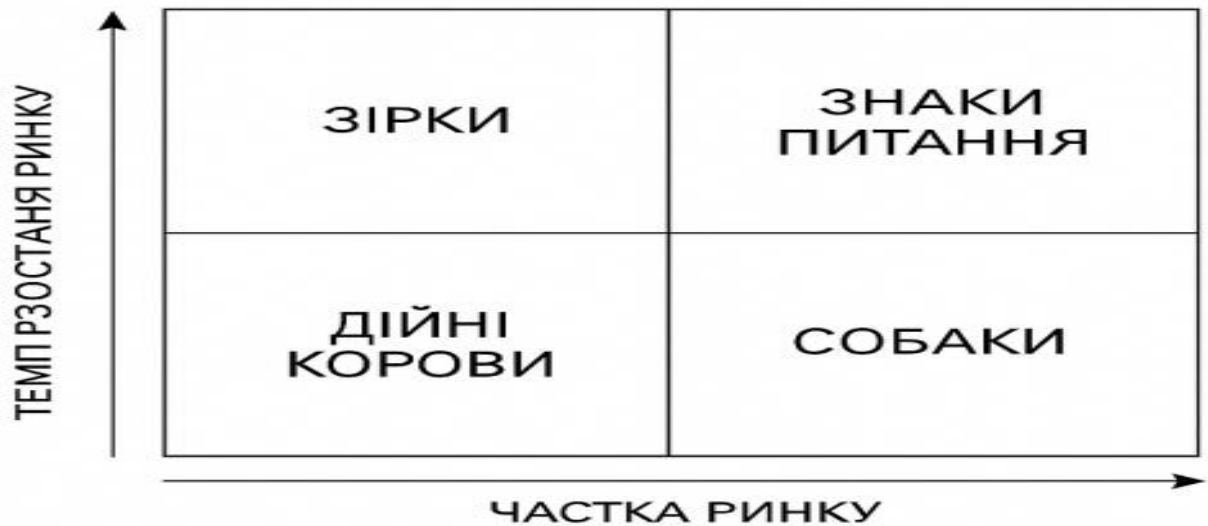 ТЕМП РЗОСТАНЯ РИНКУ
ЗІРКИ
ЗНАКИ
ПИТАННЯ
ДІЙНІ
КОРОВИ
СОБАКИ
ЧАСТКА РИНКУ